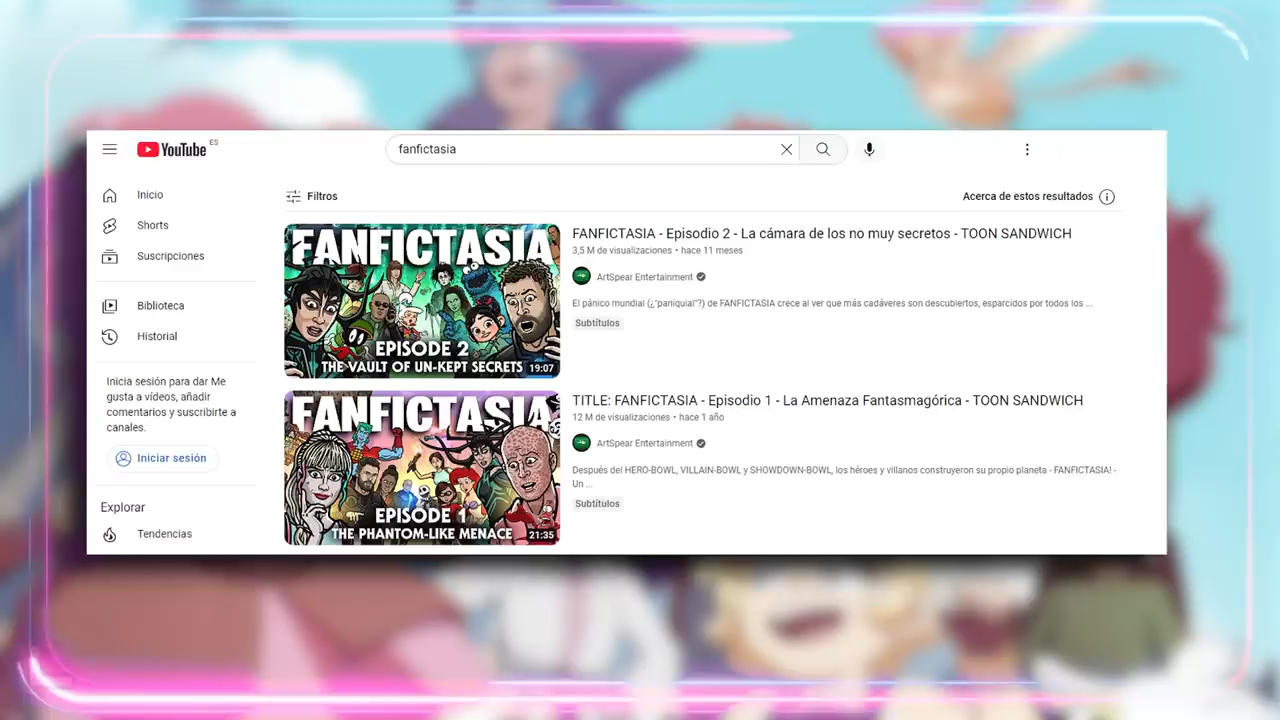 YouTube ES
fanfictasia
Inicio
Shorts
Suscripciones
Biblioteca
Historial
Inicia sesión para dar Me
gusta a vídeos, añadir
comentarios y suscribirte a
canales.
Iniciar sesión
Explorar
Tendencias
Filtros
Acerca de estos resultados
FANFICTASIA
EPISODE 2
THE VAULT OF UN-KEPT SECRETS
19:07
FANFICTASIA - Episodio 2 - La cámara de los no muy secretos - TOON SANDWICH
3,5 M de visualizaciones • hace 11 meses
ArtSpear Entertainment
El pánico mundial (¿"paniquial"?) de FANFICTASIA crece al ver que más cadáveres son descubiertos, esparcidos por todos los ...
Subtítulos
FANFICTASIA
EPISODE 1
THE PHANTOM-LIKE MENACE
21:35
TITLE: FANFICTASIA - Episodio 1 - La Amenaza Fantasmagórica - TOON SANDWICH
12 M de visualizaciones • hace 1 año
ArtSpear Entertainment
Después del HERO-BOWL, VILLAIN-BOWL y SHOWDOWN-BOWL, los héroes y villanos construyeron su propio planeta - FANFICTASIA! -
Un ...
Subtítulos